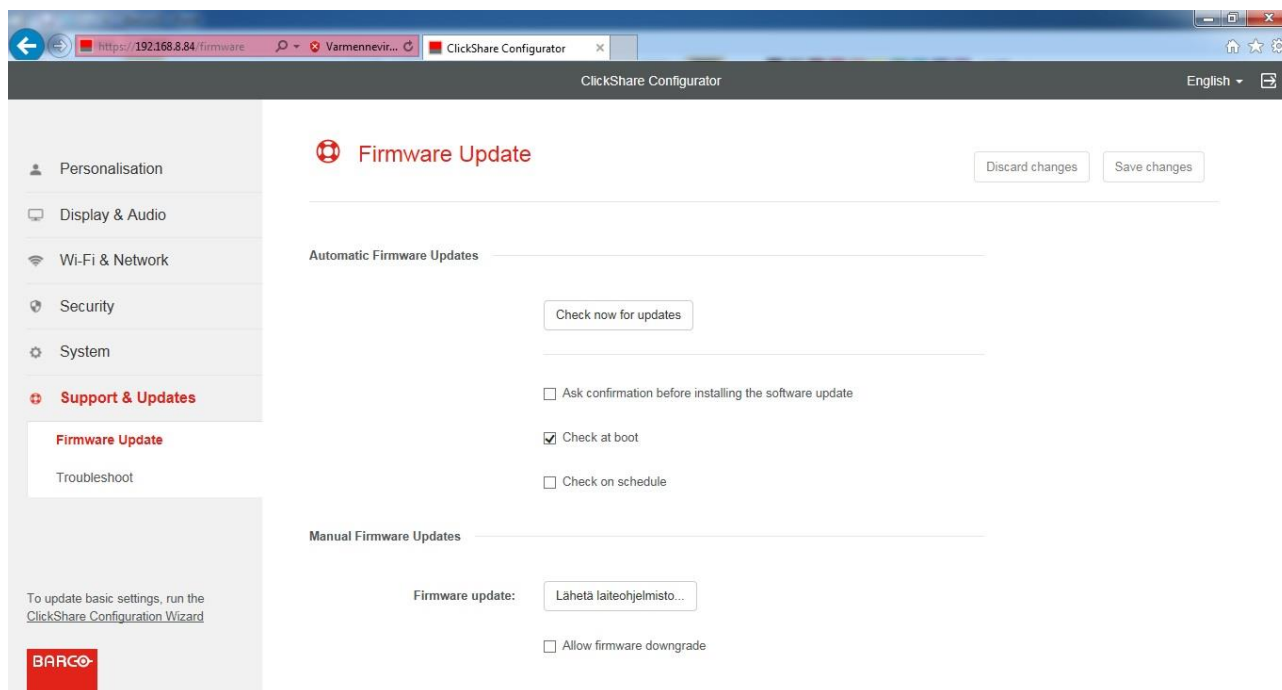 https://192.168.8.84/firmware
Varmennevir...
ClickShare Configurator
ClickShare Configurator
English
Personalisation
Display & Audio
Wi-Fi & Network
Security
System
Support & Updates
Firmware Update
Troubleshoot
To update basic settings, run the
ClickShare Configuration Wizard
BARCO
Firmware Update
Discard changes
Save changes
Automatic Firmware Updates
Check now for updates
Ask confirmation before installing the software update
Check at boot
Check on schedule
Manual Firmware Updates
Firmware update:
Lähetä laiteohjelmisto...
Allow firmware downgrade